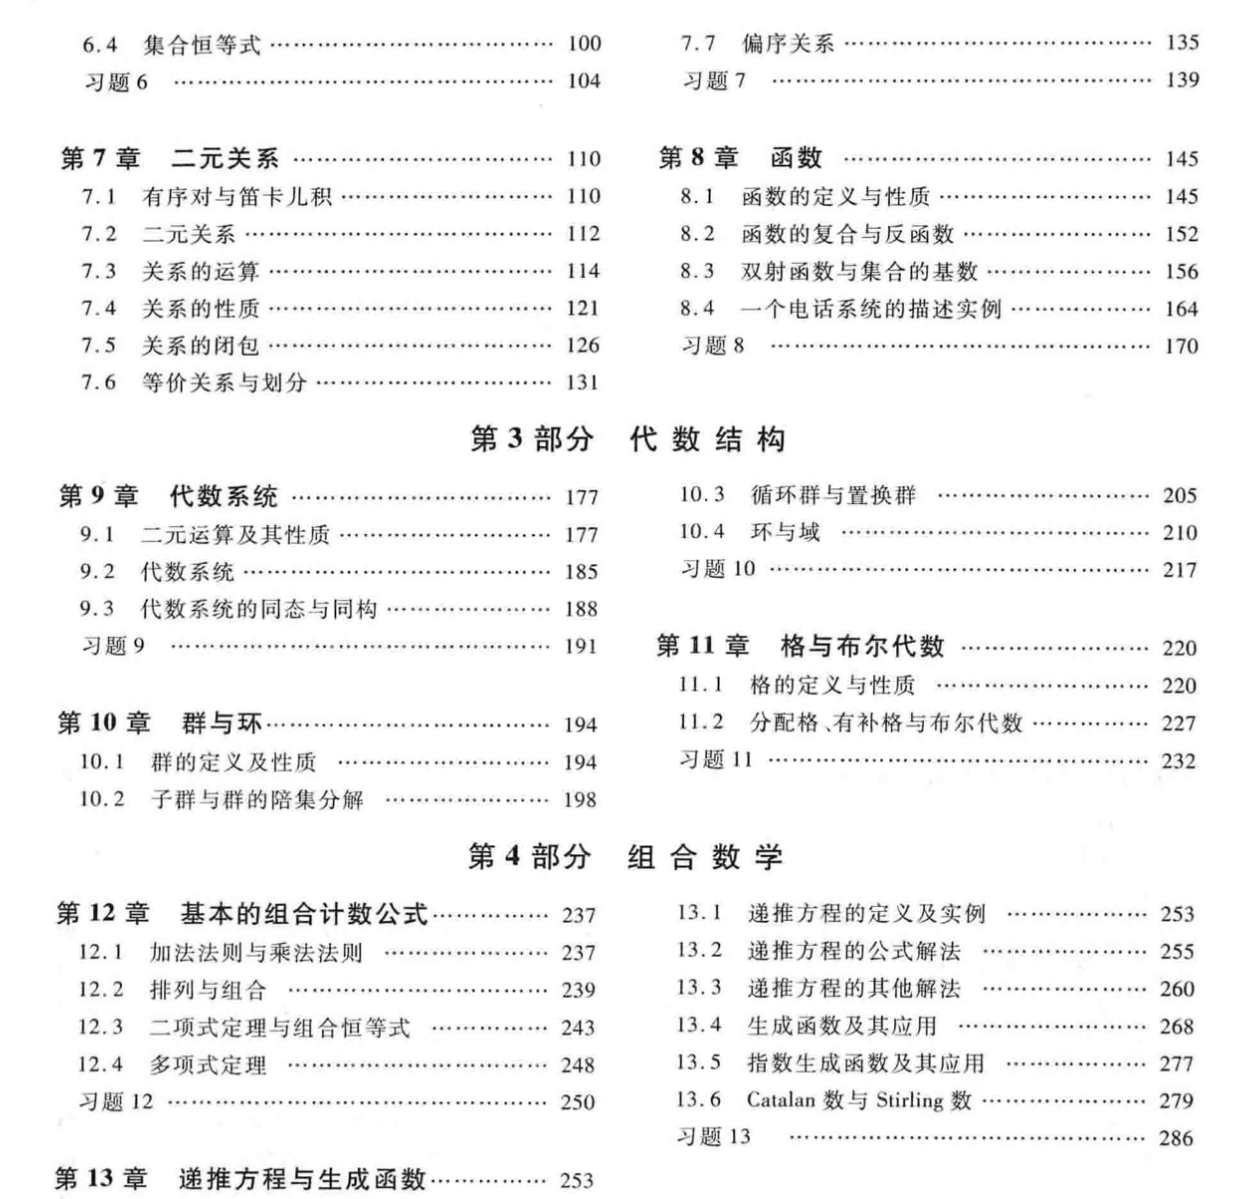 6.4 集合恒等式 …………………………… 100
习题 6 …………………………… 104
第 7 章 二元关系 …………………………… 110
7.1 有序对与笛卡儿积 …………………………… 110
7.2 二元关系 …………………………… 112
7.3 关系的运算 …………………………… 114
7.4 关系的性质 …………………………… 121
7.5 关系的闭包 …………………………… 126
7.6 等价关系与划分 …………………………… 131
7.7 偏序关系 …………………………… 135
习题 7 …………………………… 139
第 8 章 函数 …………………………… 145
8.1 函数的定义与性质 …………………………… 145
8.2 函数的复合与反函数 …………………………… 152
8.3 双射函数与集合的基数 …………………………… 156
8.4 一个电话系统的描述实例 …………………………… 164
习题 8 …………………………… 170
第 3 部分 代数结构
第 9 章 代数系统 …………………………… 177
9.1 二元运算及其性质 …………………………… 177
9.2 代数系统 …………………………… 185
9.3 代数系统的同态与同构 …………………………… 188
习题 9 …………………………… 191
第 10 章 群与环 …………………………… 194
10.1 群的定义及性质 …………………………… 194
10.2 子群与群的陪集分解 …………………………… 198
10.3 循环群与置换群 …………………………… 205
10.4 环与域 …………………………… 210
习题 10 …………………………… 217
第 11 章 格与布尔代数 …………………………… 220
11.1 格的定义与性质 …………………………… 220
11.2 分配格、有补格与布尔代数 …………………………… 227
习题 11 …………………………… 232
第 4 部分 组合数学
第 12 章 基本的组合计数公式 …………………………… 237
12.1 加法法则与乘法法则 …………………………… 237
12.2 排列与组合 …………………………… 239
12.3 二项式定理与组合恒等式 …………………………… 243
12.4 多项式定理 …………………………… 248
习题 12 …………………………… 250
第 13 章 递推方程与生成函数 …………………………… 253
13.1 递推方程的定义及实例 …………………………… 253
13.2 递推方程的公式解法 …………………………… 255
13.3 递推方程的其他解法 …………………………… 260
13.4 生成函数及其应用 …………………………… 268
13.5 指数生成函数及其应用 …………………………… 277
13.6 Catalan 数与 Stirling 数 …………………………… 279
习题 13 …………………………… 286